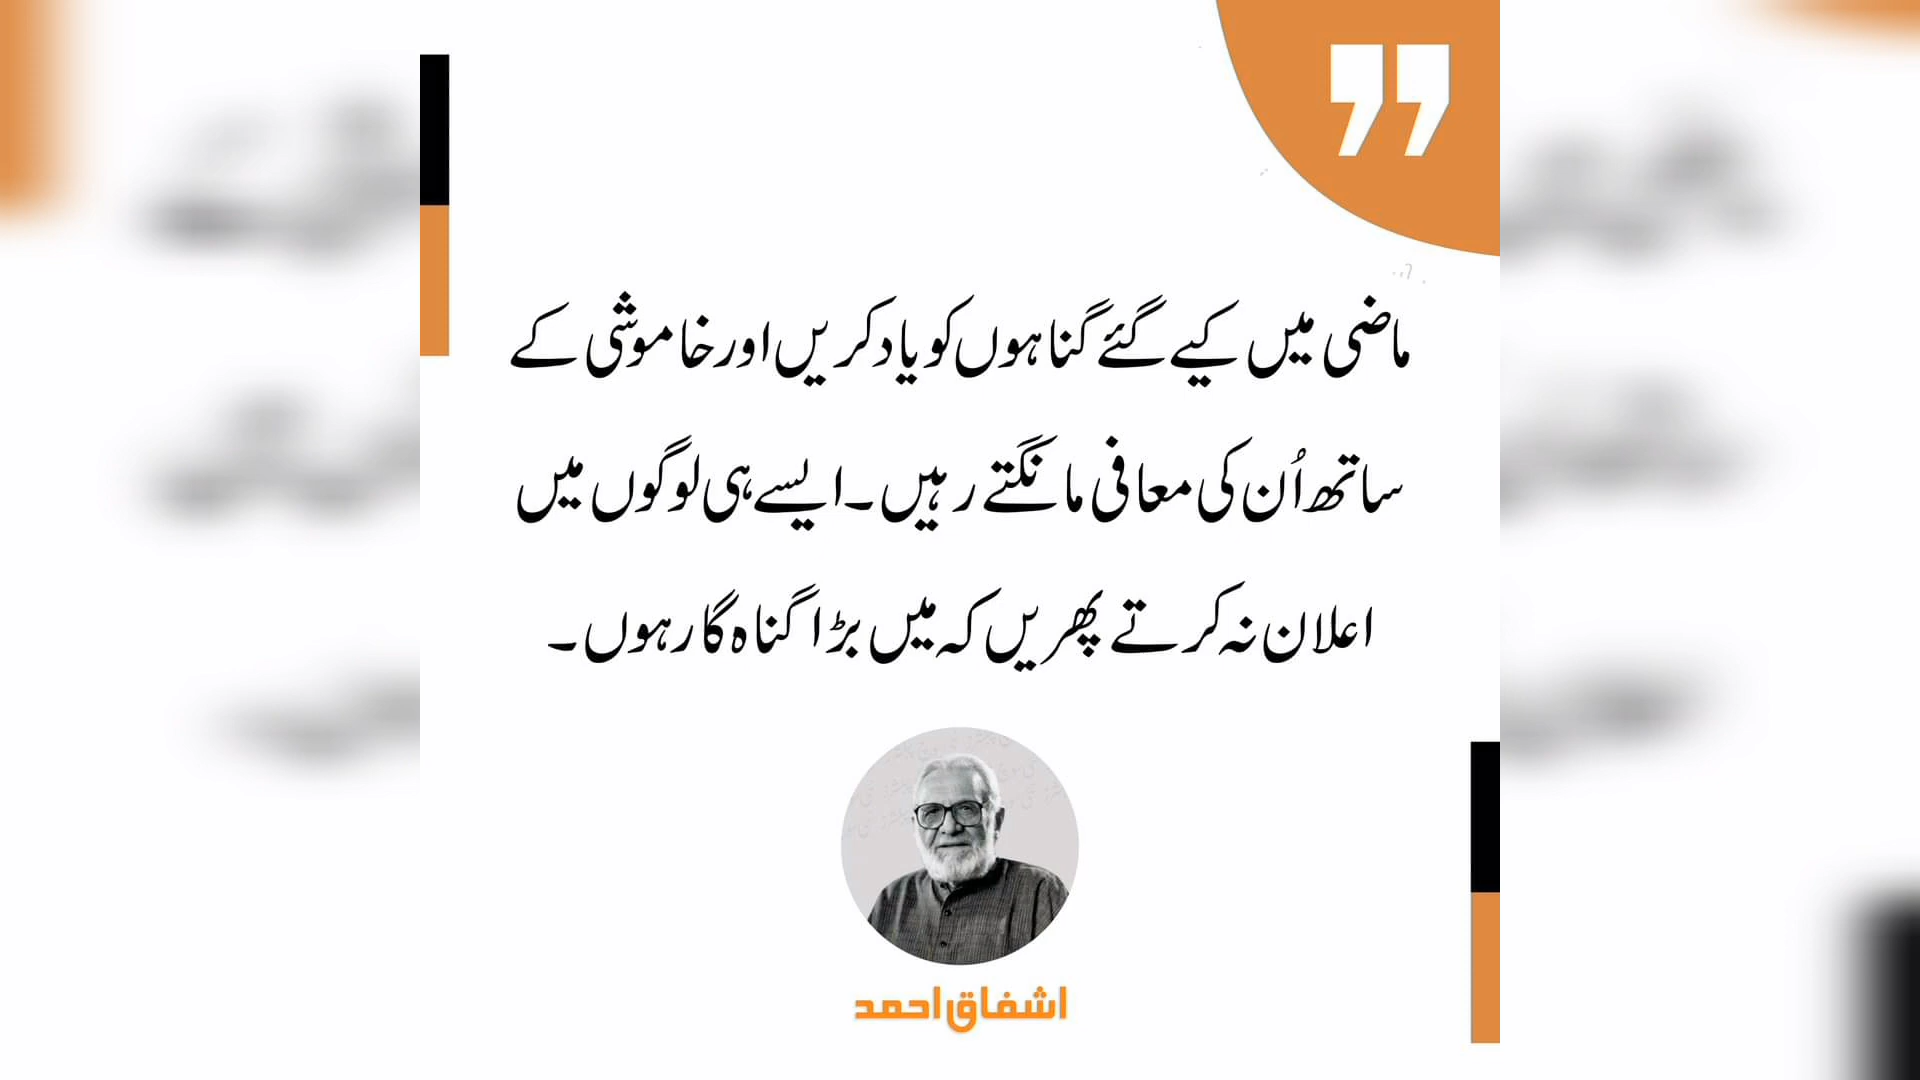 ماضی میں کیے گئے گناہوں کو یاد کریں اور خاموشی کے
ساتھ اُن کی معافی مانگتے رہیں۔ ایسے ہی لوگوں میں
اعلان نہ کرتے پھریں کہ میں بڑا گناہ گار ہوں۔
اشفاق احمد